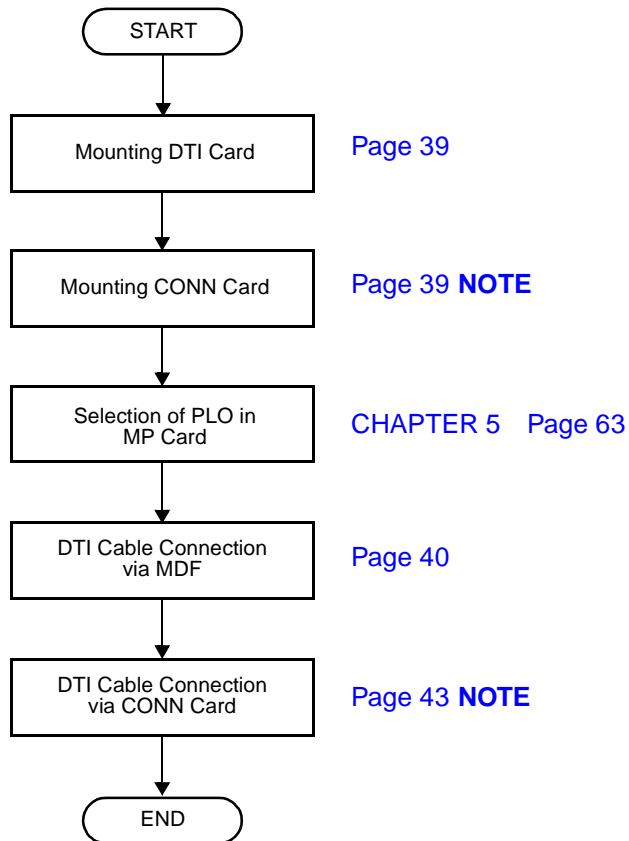 START
Mounting DTI Card
Page 39
Mounting CONN Card
Page 39 NOTE
Selection of PLO in
MP Card
CHAPTER 5 Page 63
DTI Cable Connection
via MDF
Page 40
DTI Cable Connection
via CONN Card
Page 43 NOTE
END